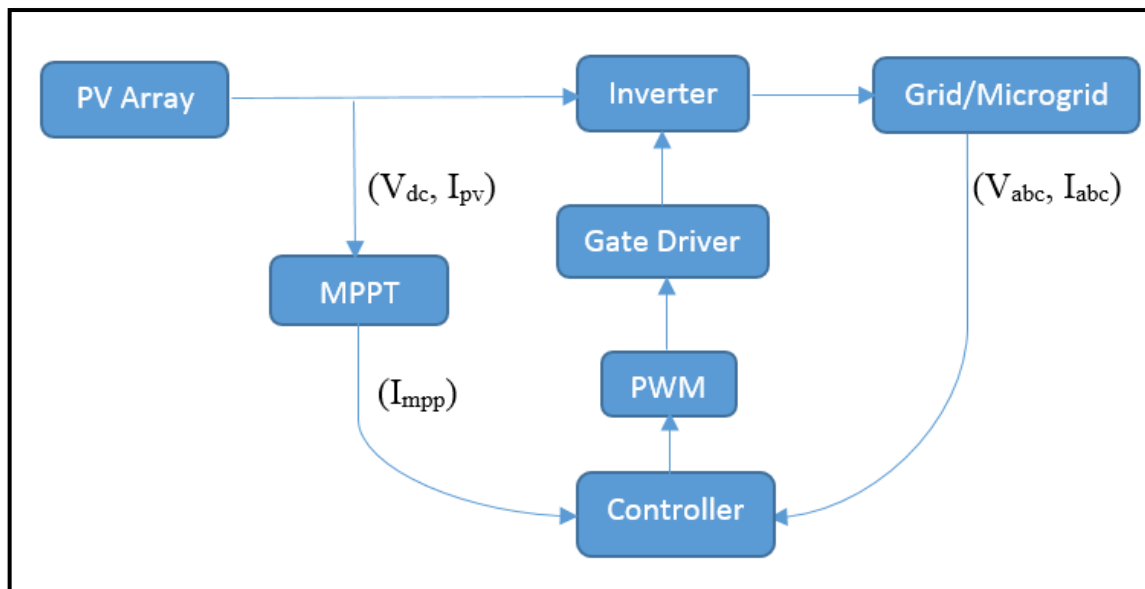 PV Array
Inverter
Grid/Microgrid
(Vdc, Ipv)
(Vabc, Iabc)
Gate Driver
MPPT
PWM
(Impp)
Controller